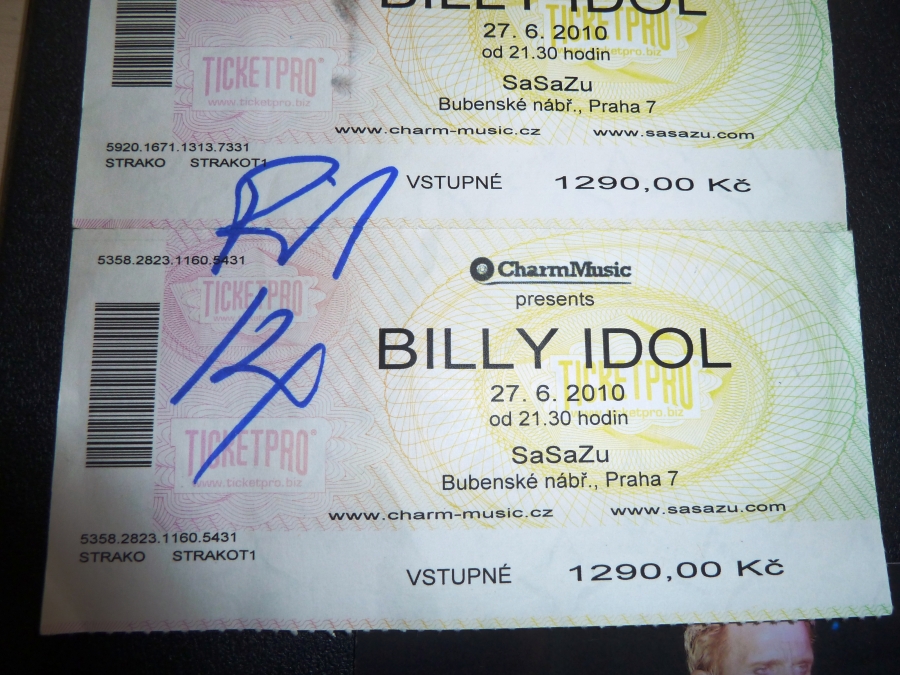 BILLY IDOL
27. 6. 2010
od 21.30 hodin
TICKETPRO
www.ticketpro.biz
SaSaZu
Bubenské nábř., Praha 7
www.charm-music.cz www.sasazu.com
5920.1671.1313.7331
STRAKO STRAKOT1
VSTUPNÉ 1290,00 Kč
5358.2823.1160.5431
CharmMusic
presents
TICKETPRO
BILLY IDOL
TICKETPRO
27. 6. 2010
www.ticketpro.biz
od 21.30 hodin
TICKETPRO
www.ticketpro.biz
SaSaZu
Bubenské nábř., Praha 7
www.charm-music.cz www.sasazu.com
5358.2823.1160.5431
STRAKO STRAKOT1
VSTUPNÉ 1290,00 Kč